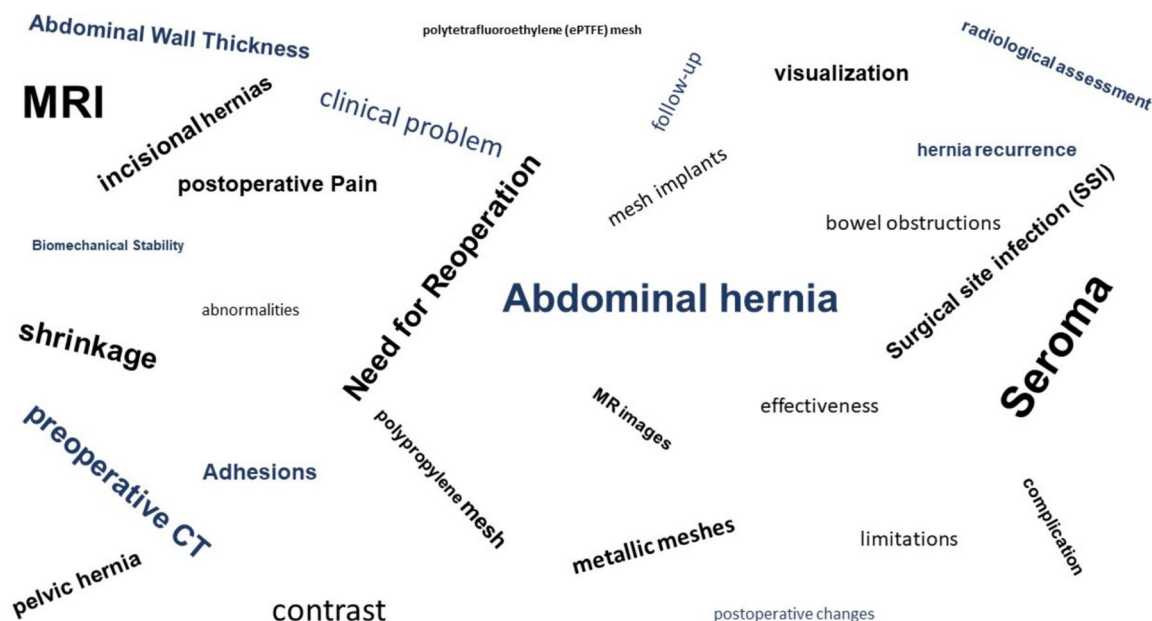 Abdominal Wall Thickness
polytetrafluoroethylene (ePTFE) mesh
radiological assessment
visualization
follow-up
MRI
incisional hernias
clinical problem
hernia recurrence
postoperative Pain
mesh implants
bowel obstructions
Surgical site infection (SSI)
Biomechanical Stability
Need for Reoperation
Abdominal hernia
abnormalities
shrinkage
Seroma
MR images
effectiveness
preoperative CT
Adhesions
polypropylene mesh
metallic meshes
limitations
complication
pelvic hernia
contrast
postoperative changes